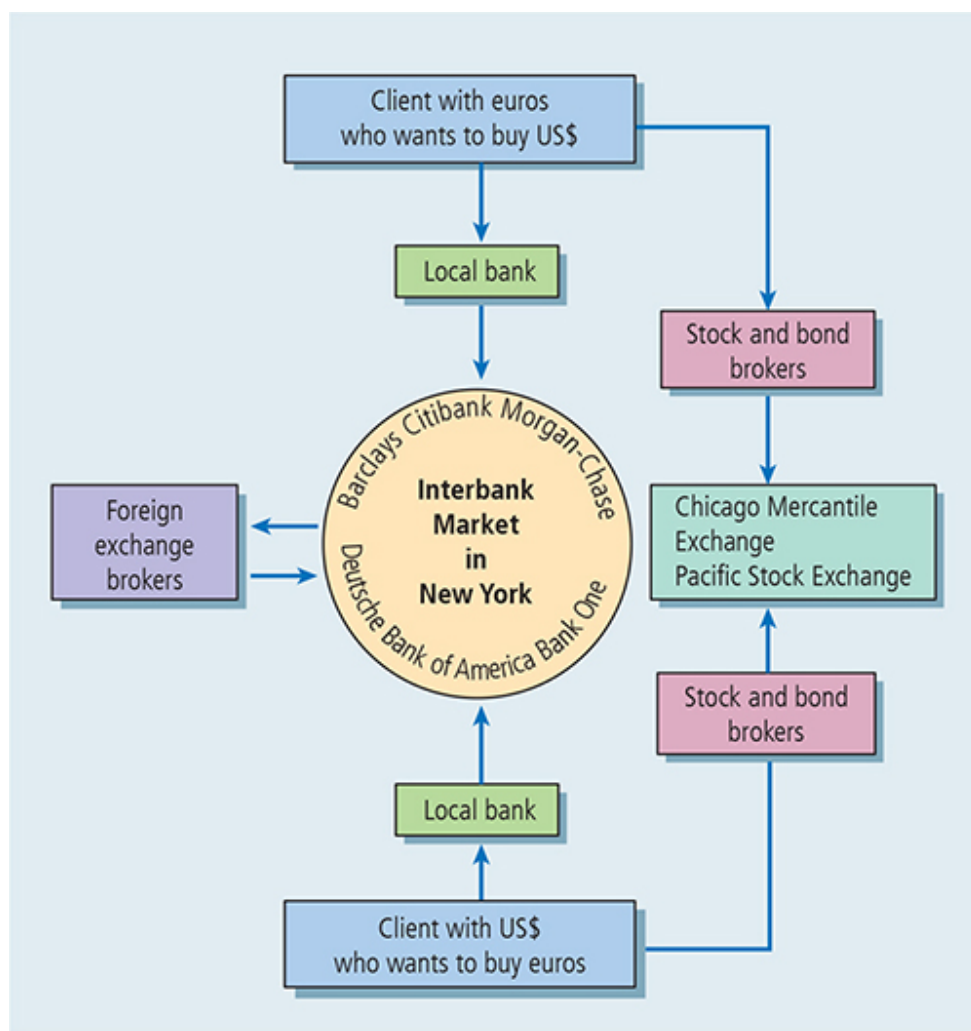 Client with euros
who wants to buy US$
Local bank
Stock and bond
brokers
Barclays Citibank Morgan-Chase
Interbank
Market
in
New York
Deutsche Bank of America Bank One
Foreign
exchange
brokers
Chicago Mercantile
Exchange
Pacific Stock Exchange
Stock and bond
brokers
Local bank
Client with US$
who wants to buy euros